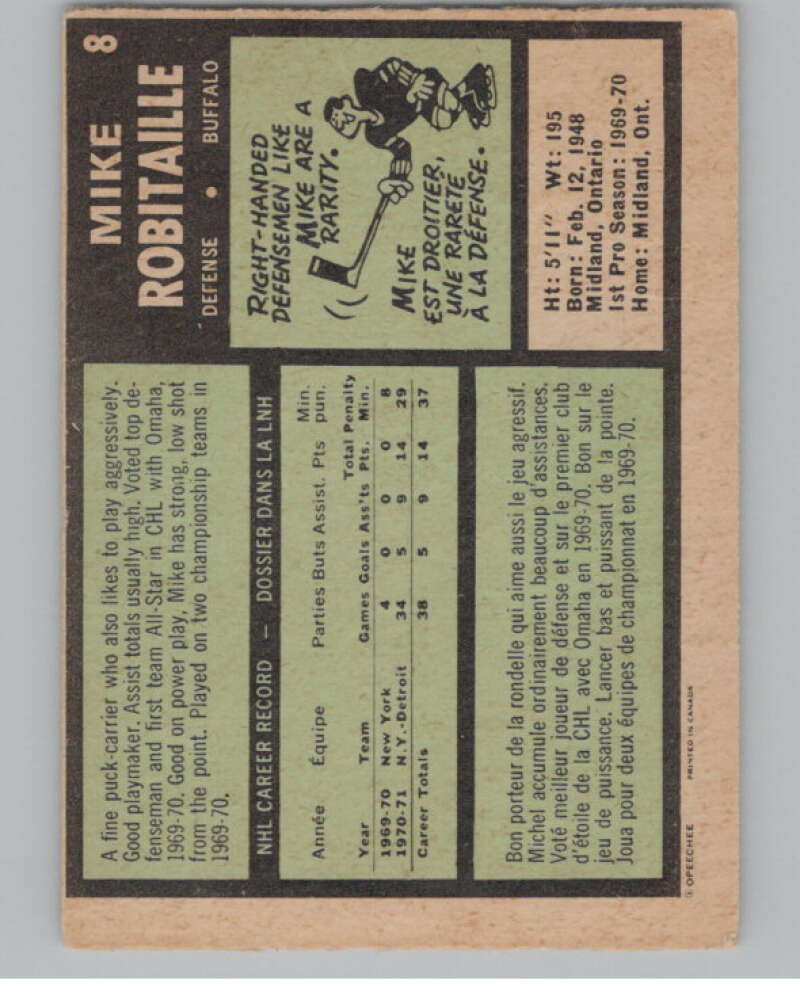 8
MIKE
ROBITAILLE
DEFENSE • BUFFALO
RIGHT-HANDED
DEFENSEMEN LIKE
MIKE ARE A
RARITY.
MIKE
EST DROITIER,
UNE RARETÉ
À LA DÉFENSE.
Ht: 5'11" Wt: 195
Born: Feb. 12, 1948
Midland, Ontario
1st Pro Season: 1969-70
Home: Midland, Ont.
A fine puck-carrier who also likes to play aggressively.
Good playmaker. Assist totals usually high. Voted top de-
fenseman and first team All-Star in CHL with Omaha,
1969-70. Good on power play, Mike has strong, low shot
from the point. Played on two championship teams in
1969-70.
NHL CAREER RECORD — DOSSIER DANS LA LNH
Année Équipe Parties Buts Assist. Pts Min. pun.
Year Team Games Goals Ass'ts Total Pts. Penalty Min.
1969-70 New York 4 0 0 0 8
1970-71 N.Y.-Detroit 34 5 9 14 29
Career Totals 38 5 9 14 37
Bon porteur de la rondelle qui aime aussi le jeu agressif.
Michel accumule ordinairement beaucoup d'assistances.
Voté meilleur joueur de défense et sur le premier club
d'étoile de la CHL avec Omaha en 1969-70. Bon sur le
jeu de puissance. Lancer bas et puissant de la pointe.
Joua pour deux équipes de championnat en 1969-70.
© OPEECHEE PRINTED IN CANADA